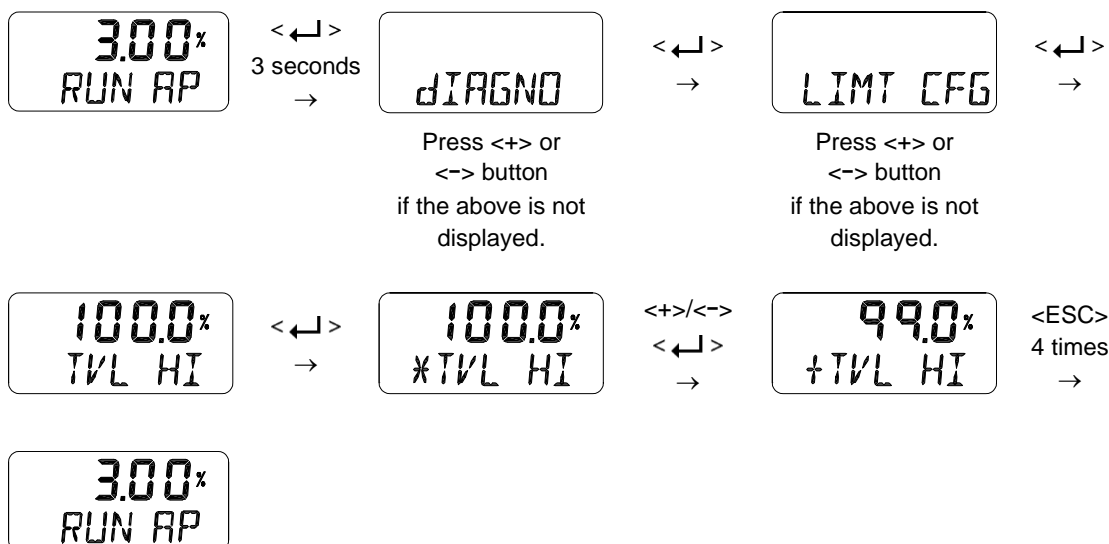 3.00%
RUN AP
< ↵ >
3 seconds
→
dIAGNO
Press <+> or
<-> button
if the above is not
displayed.
< ↵ >
→
LIMT CFG
Press <+> or
<-> button
if the above is not
displayed.
< ↵ >
→
100.0%
TVL HI
< ↵ >
→
100.0%
*TVL HI
<+>/<->
< ↵ >
→
99.0%
+TVL HI
<ESC>
4 times
→
3.00%
RUN AP